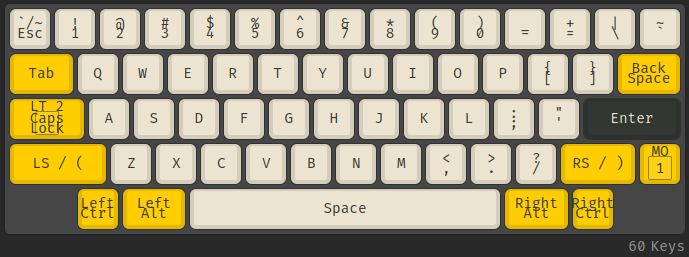 `/~ ! @ # $ % ^ & * ( ) _ + | ~
Esc 1 2 3 4 5 6 7 8 9 0 - = \ `
Tab Q W E R T Y U I O P { } Back
[ ] Space
LT 2
Caps A S D F G H J K L : " Enter
Lock ; '
LS / ( Z X C V B N M < > ? RS / ) MO
, . / 1
Left Left Space Right Right
Ctrl Alt Alt Ctrl
60 Keys